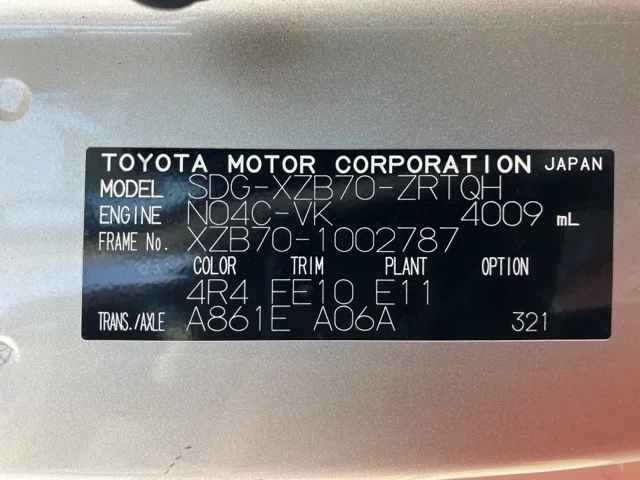 TOYOTA MOTOR CORPORATION JAPAN
MODEL SDG-XZB70-ZRTQH
ENGINE N04C-VK 4009 mL
FRAME No. XZB70-1002787
COLOR TRIM PLANT OPTION
4R4 FE10 E11
TRANS./AXLE A861E A06A 321